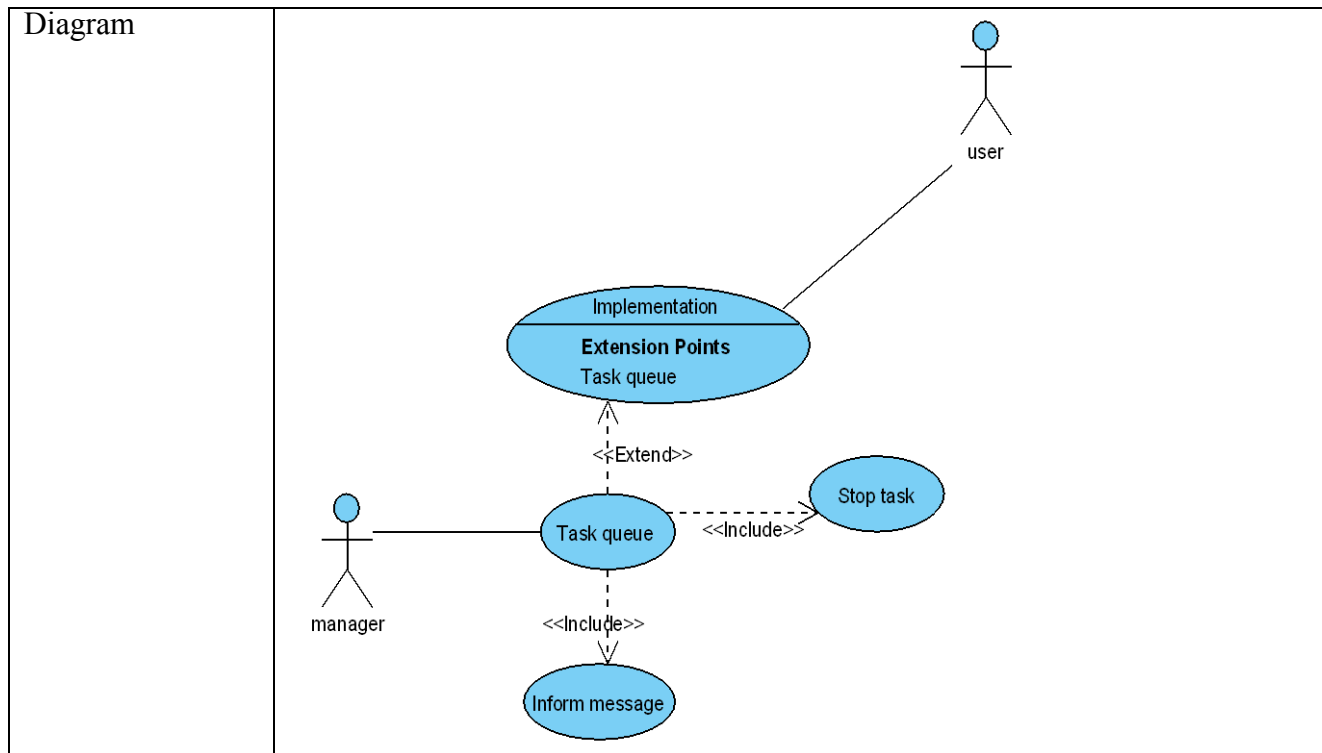 Diagram
user
Implementation
Extension Points
Task queue
<<Extend>>
Stop task
Task queue
<<Include>>
manager
<<Include>>
Inform message